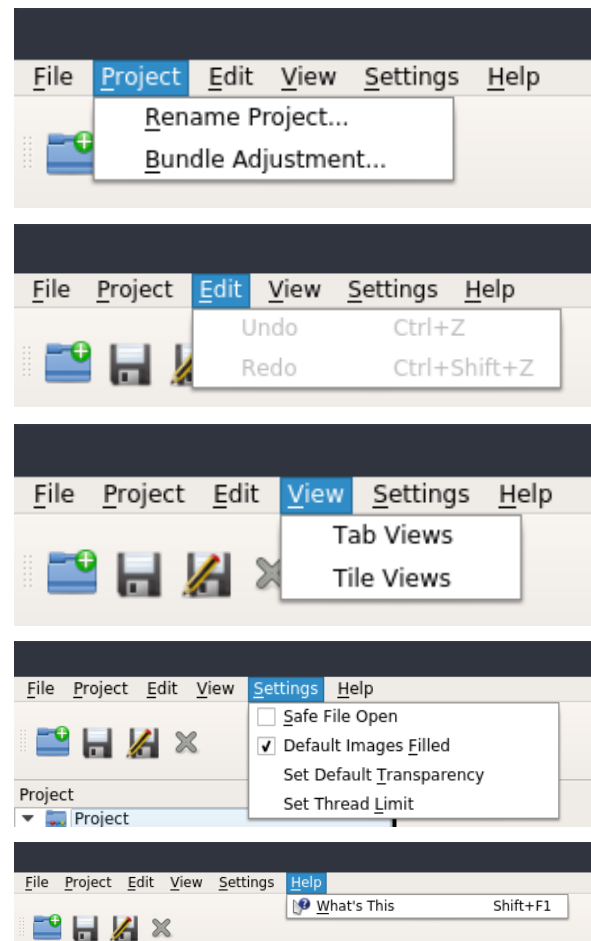 File Project Edit View Settings Help
Rename Project...
Bundle Adjustment...
File Project Edit View Settings Help
Undo Ctrl+Z
Redo Ctrl+Shift+Z
File Project Edit View Settings Help
Tab Views
Tile Views
File Project Edit View Settings Help
Safe File Open
Default Images Filled
Set Default Transparency
Set Thread Limit
Project
Project
File Project Edit View Settings Help
What's This Shift+F1